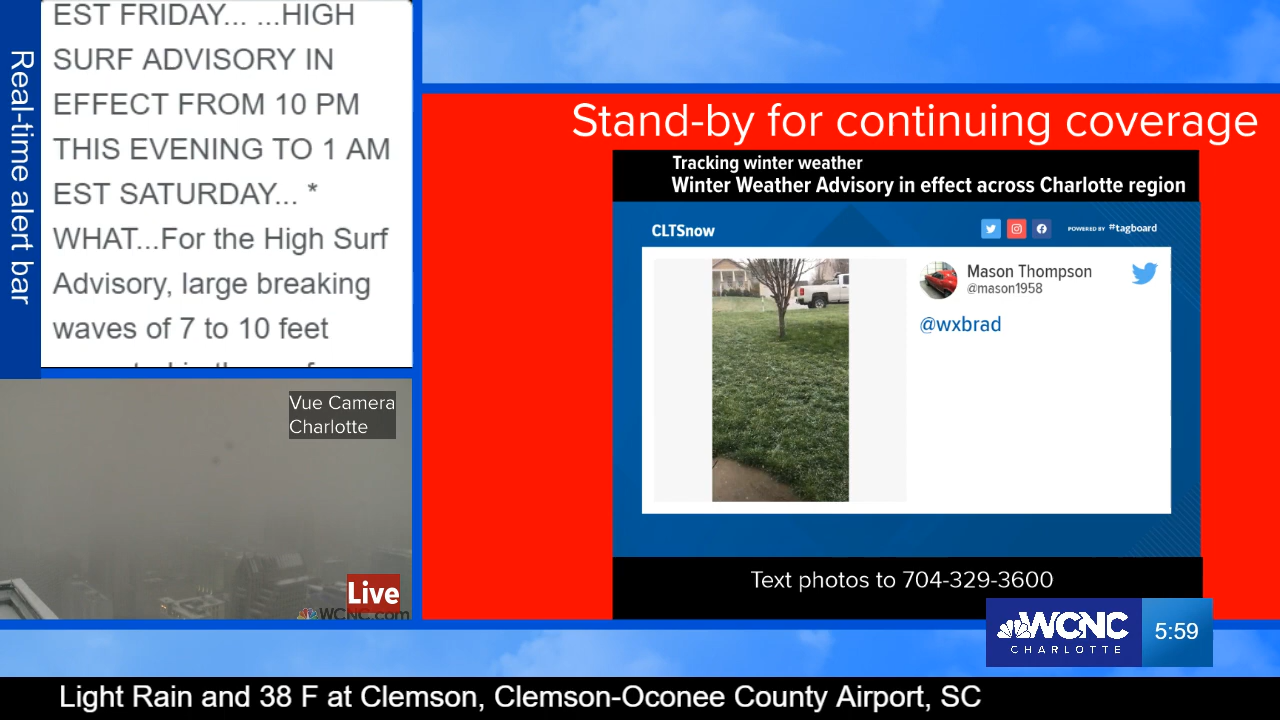 Real-time alert bar
EST FRIDAY... ...HIGH
SURF ADVISORY IN
EFFECT FROM 10 PM
THIS EVENING TO 1 AM
EST SATURDAY... *
WHAT...For the High Surf
Advisory, large breaking
waves of 7 to 10 feet
Vue Camera
Charlotte
Live
WCNC.com
Stand-by for continuing coverage
Tracking winter weather
Winter Weather Advisory in effect across Charlotte region
CLTSnow
POWERED BY #tagboard
Mason Thompson
@mason1958
@wxbrad
Text photos to 704-329-3600
WCNC
CHARLOTTE
5:59
Light Rain and 38 F at Clemson, Clemson-Oconee County Airport, SC